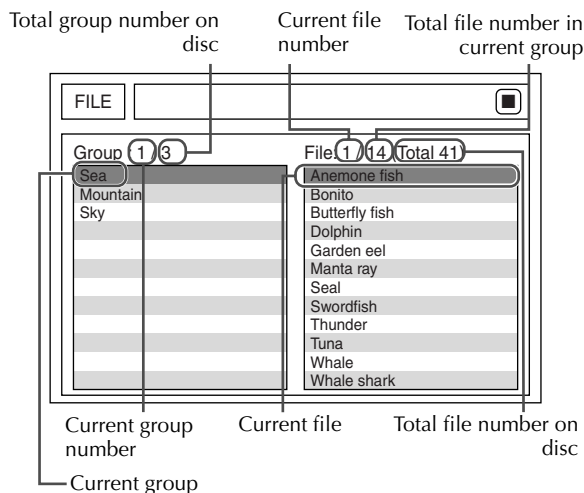 Total group number on
disc
Current file
number
Total file number in
current group
FILE
Group : 1 / 3
File: 1 / 14 (Total 41)
Sea
Mountain
Sky
Anemone fish
Bonito
Butterfly fish
Dolphin
Garden eel
Manta ray
Seal
Swordfish
Thunder
Tuna
Whale
Whale shark
Current group
number
Current file
Total file number on
disc
Current group